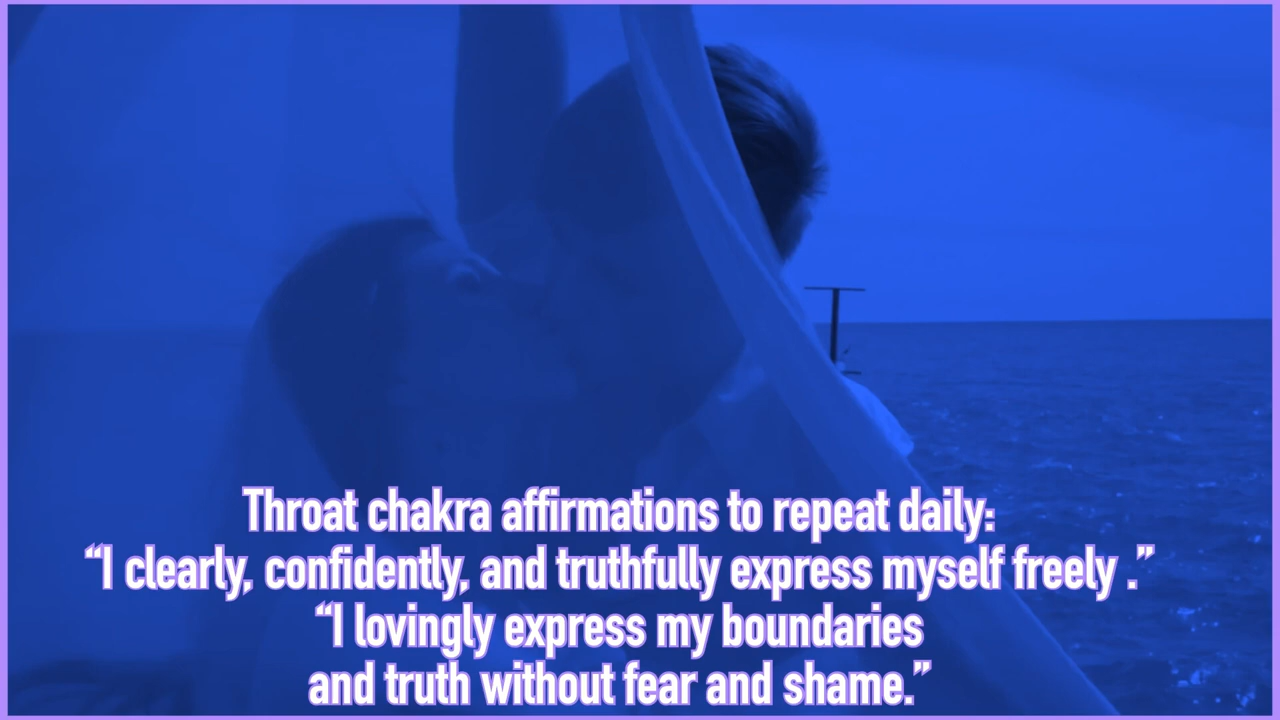 Throat chakra affirmations to repeat daily:
“I clearly, confidently, and truthfully express myself freely .”
“I lovingly express my boundaries
and truth without fear and shame.”